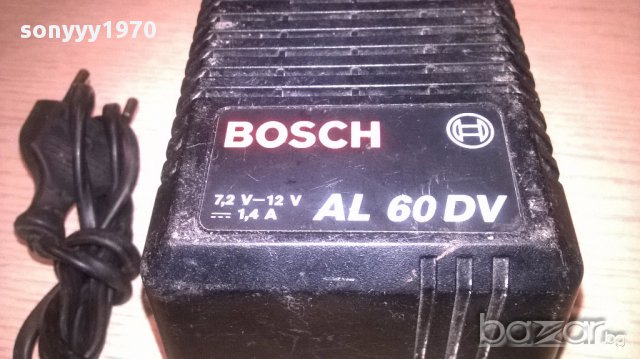 sonyyy1970
BOSCH
7,2 V–12 V
1,4 A
AL 60 DV
bazar.bg